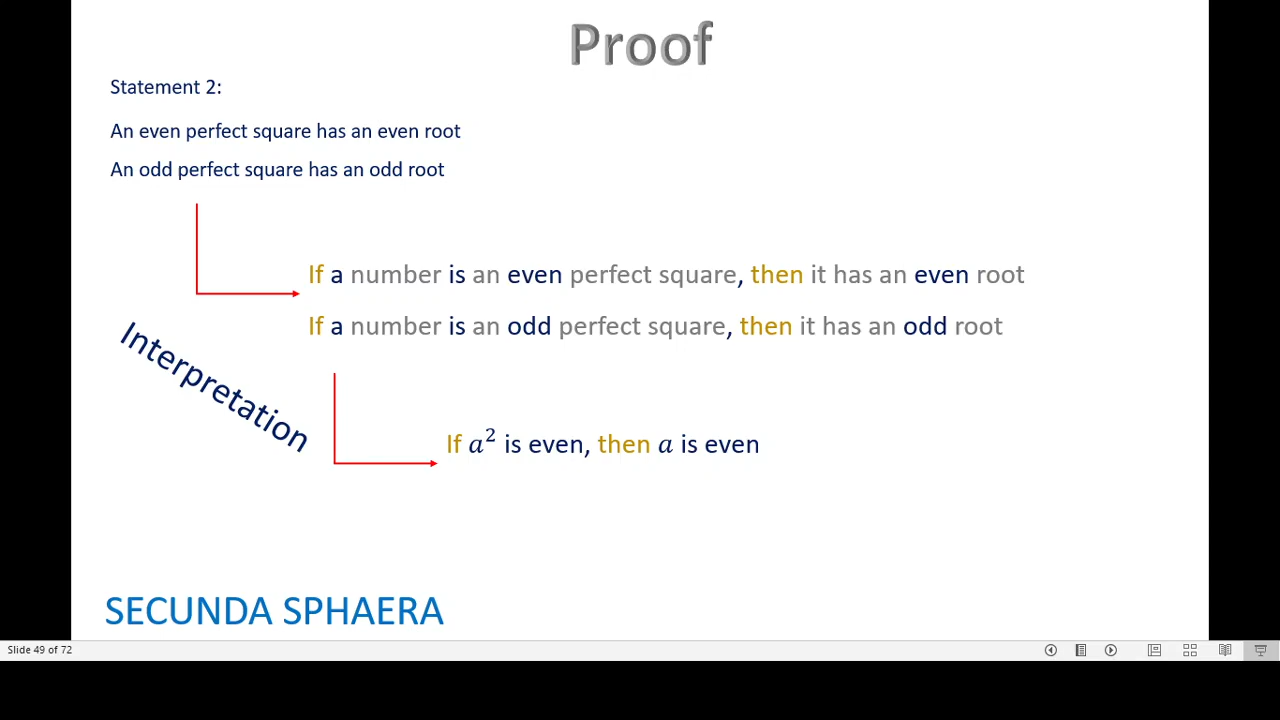 Proof
Statement 2:
An even perfect square has an even root
An odd perfect square has an odd root
If a number is an even perfect square, then it has an even root
If a number is an odd perfect square, then it has an odd root
Interpretation
If a² is even, then a is even
SECUNDA SPHAERA
Slide 49 of 72